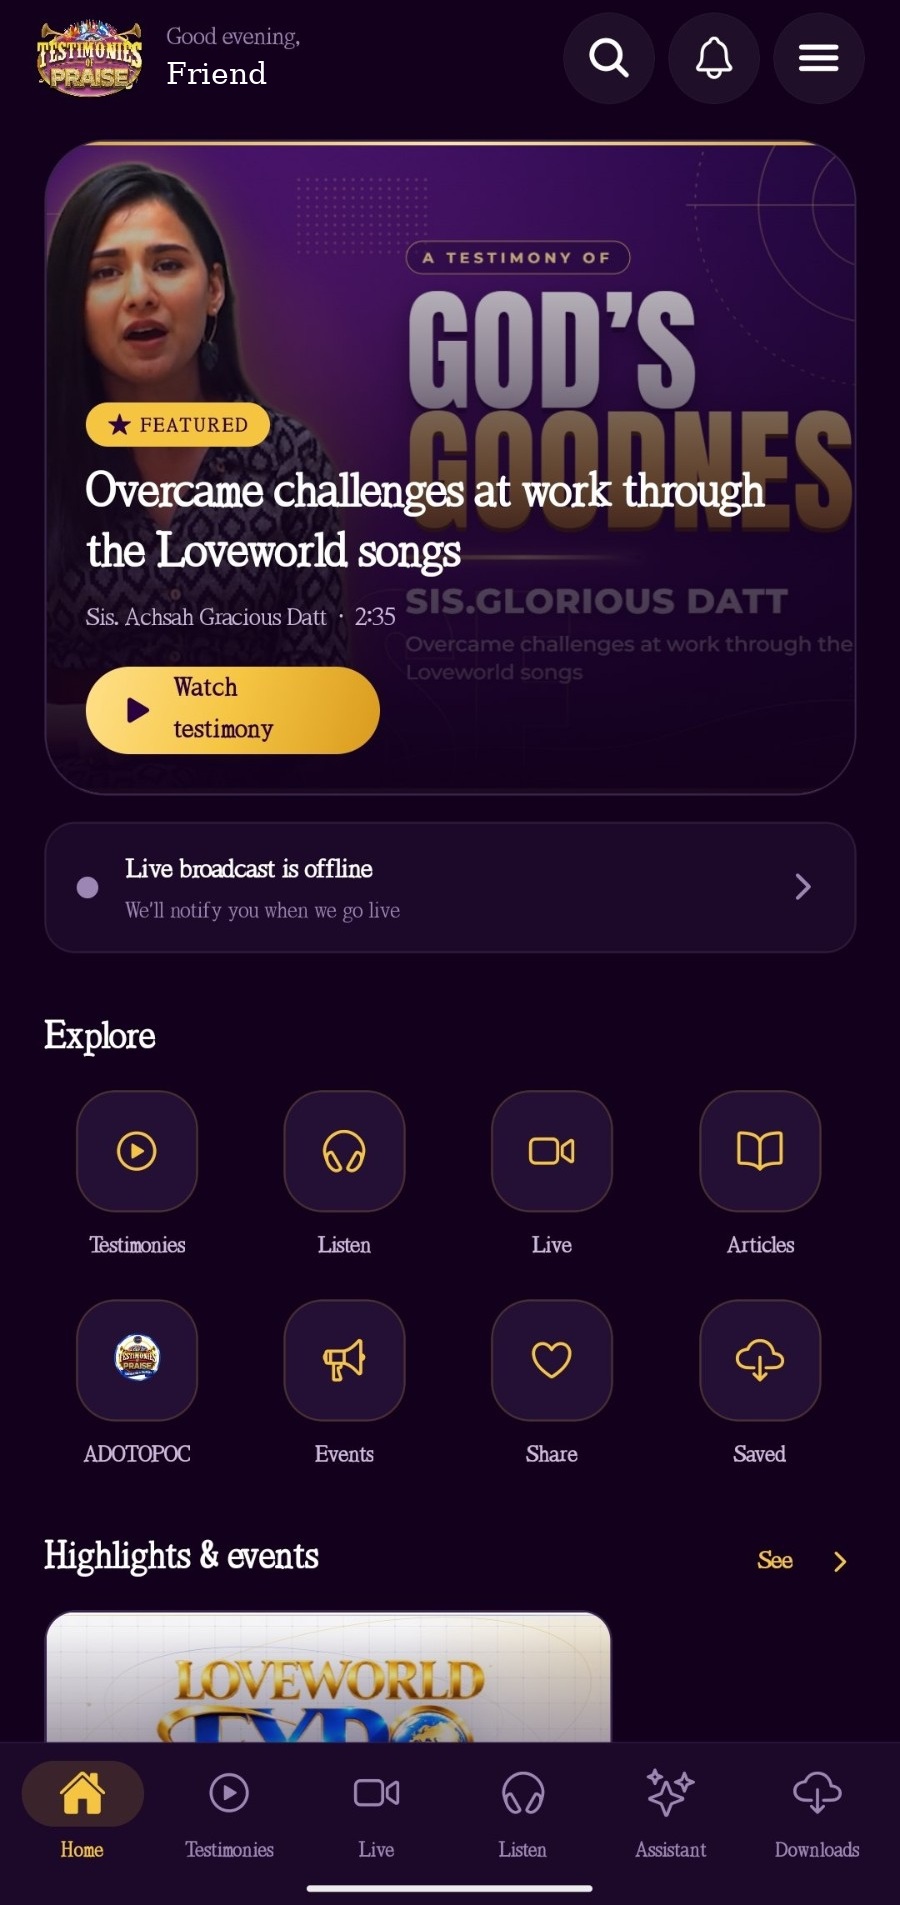 TESTIMONIES
OF
PRAISE
Good evening,
Friend
A TESTIMONY OF
GOD'S
GOODNES
FEATURED
Overcame challenges at work through
the Loveworld songs
SIS.GLORIOUS DATT
Sis. Achsah Gracious Datt · 2:35
Overcame challenges at work through the
Loveworld songs
Watch
testimony
Live broadcast is offline
We'll notify you when we go live
Explore
Testimonies
Listen
Live
Articles
TESTIMONIES
PRAISE
ADOTOPOC
Events
Share
Saved
Highlights & events
See
LOVEWORLD
Home
Testimonies
Live
Listen
Assistant
Downloads